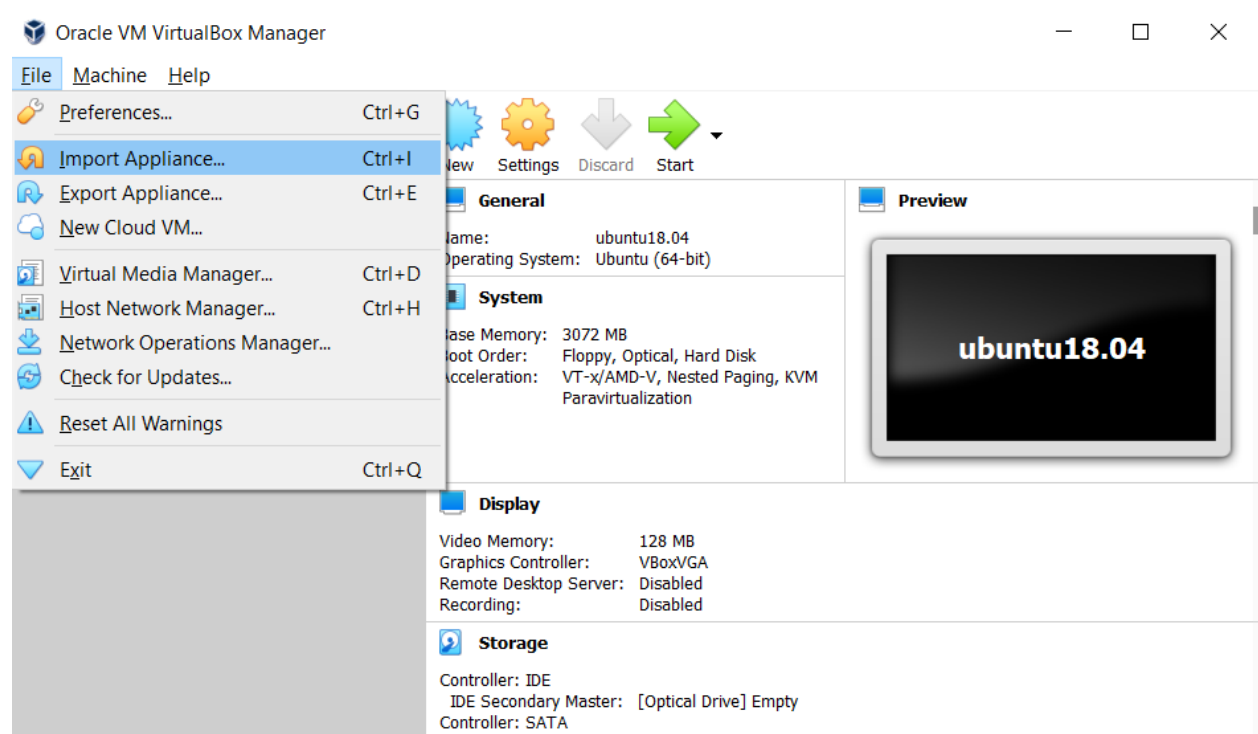 Oracle VM VirtualBox Manager
File Machine Help
Preferences... Ctrl+G
Import Appliance... Ctrl+I
Export Appliance... Ctrl+E
New Cloud VM...
Virtual Media Manager... Ctrl+D
Host Network Manager... Ctrl+H
Network Operations Manager...
Check for Updates...
Reset All Warnings
Exit Ctrl+Q
New Settings Discard Start
General
Name: ubuntu18.04
Operating System: Ubuntu (64-bit)
System
Base Memory: 3072 MB
Boot Order: Floppy, Optical, Hard Disk
Acceleration: VT-x/AMD-V, Nested Paging, KVM
Paravirtualization
Preview
ubuntu18.04
Display
Video Memory: 128 MB
Graphics Controller: VBoxVGA
Remote Desktop Server: Disabled
Recording: Disabled
Storage
Controller: IDE
IDE Secondary Master: [Optical Drive] Empty
Controller: SATA